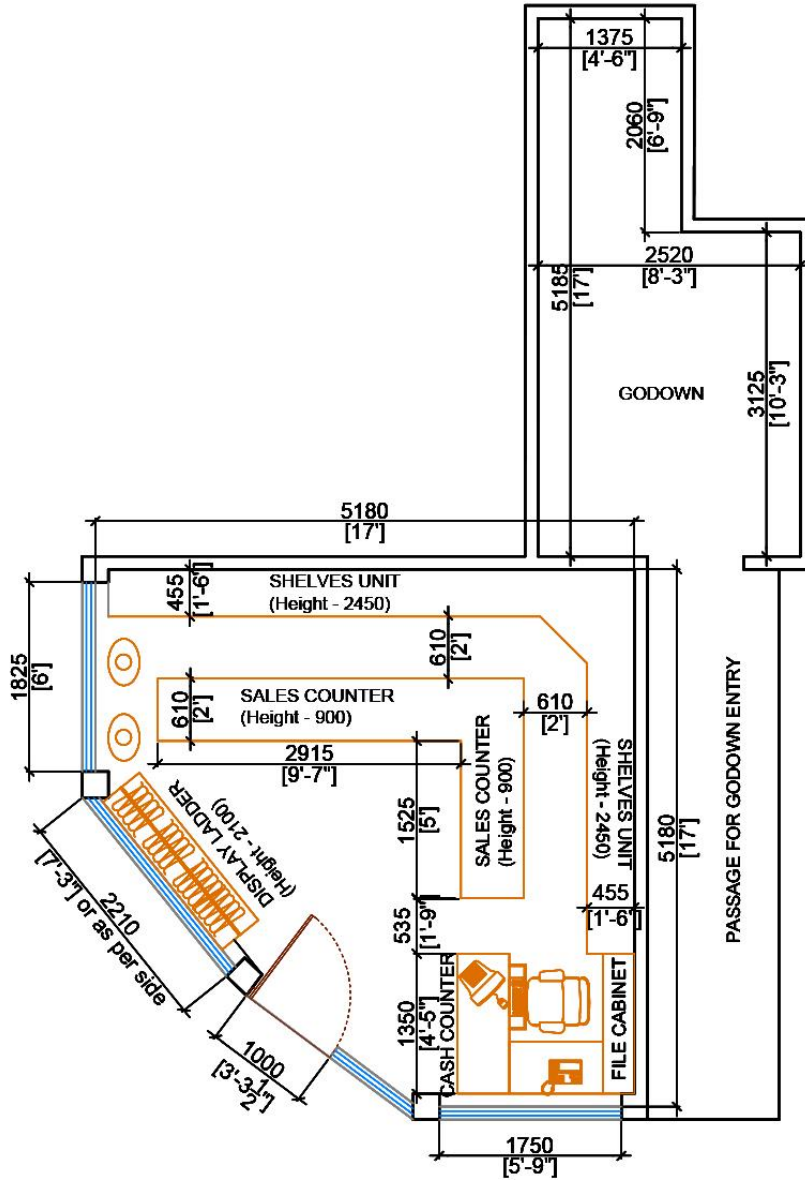 1375
[4'-6"]
2060
[6'-9"]
2520
[8'-3"]
5185
[17']
GODOWN
3125
[10'-3"]
5180
[17']
455
[1'-6"]
SHELVES UNIT
(Height - 2450)
610
[2']
1825
[6']
610
[2']
SALES COUNTER
(Height - 900)
610
[2']
2915
[9'-7"]
SALES COUNTER
(Height - 900)
SHELVES UNIT
(Height - 2450)
1525
[5']
5180
[17']
PASSAGE FOR GODOWN ENTRY
DISPLAY LADDER
(Height - 2100)
2210
[7'-3"] or as per side
455
[1'-6"]
535
[1'-9"]
1350
[4'-5"]
CASH COUNTER
FILE CABINET
1000
[3'-3 1/2"]
1750
[5'-9"]